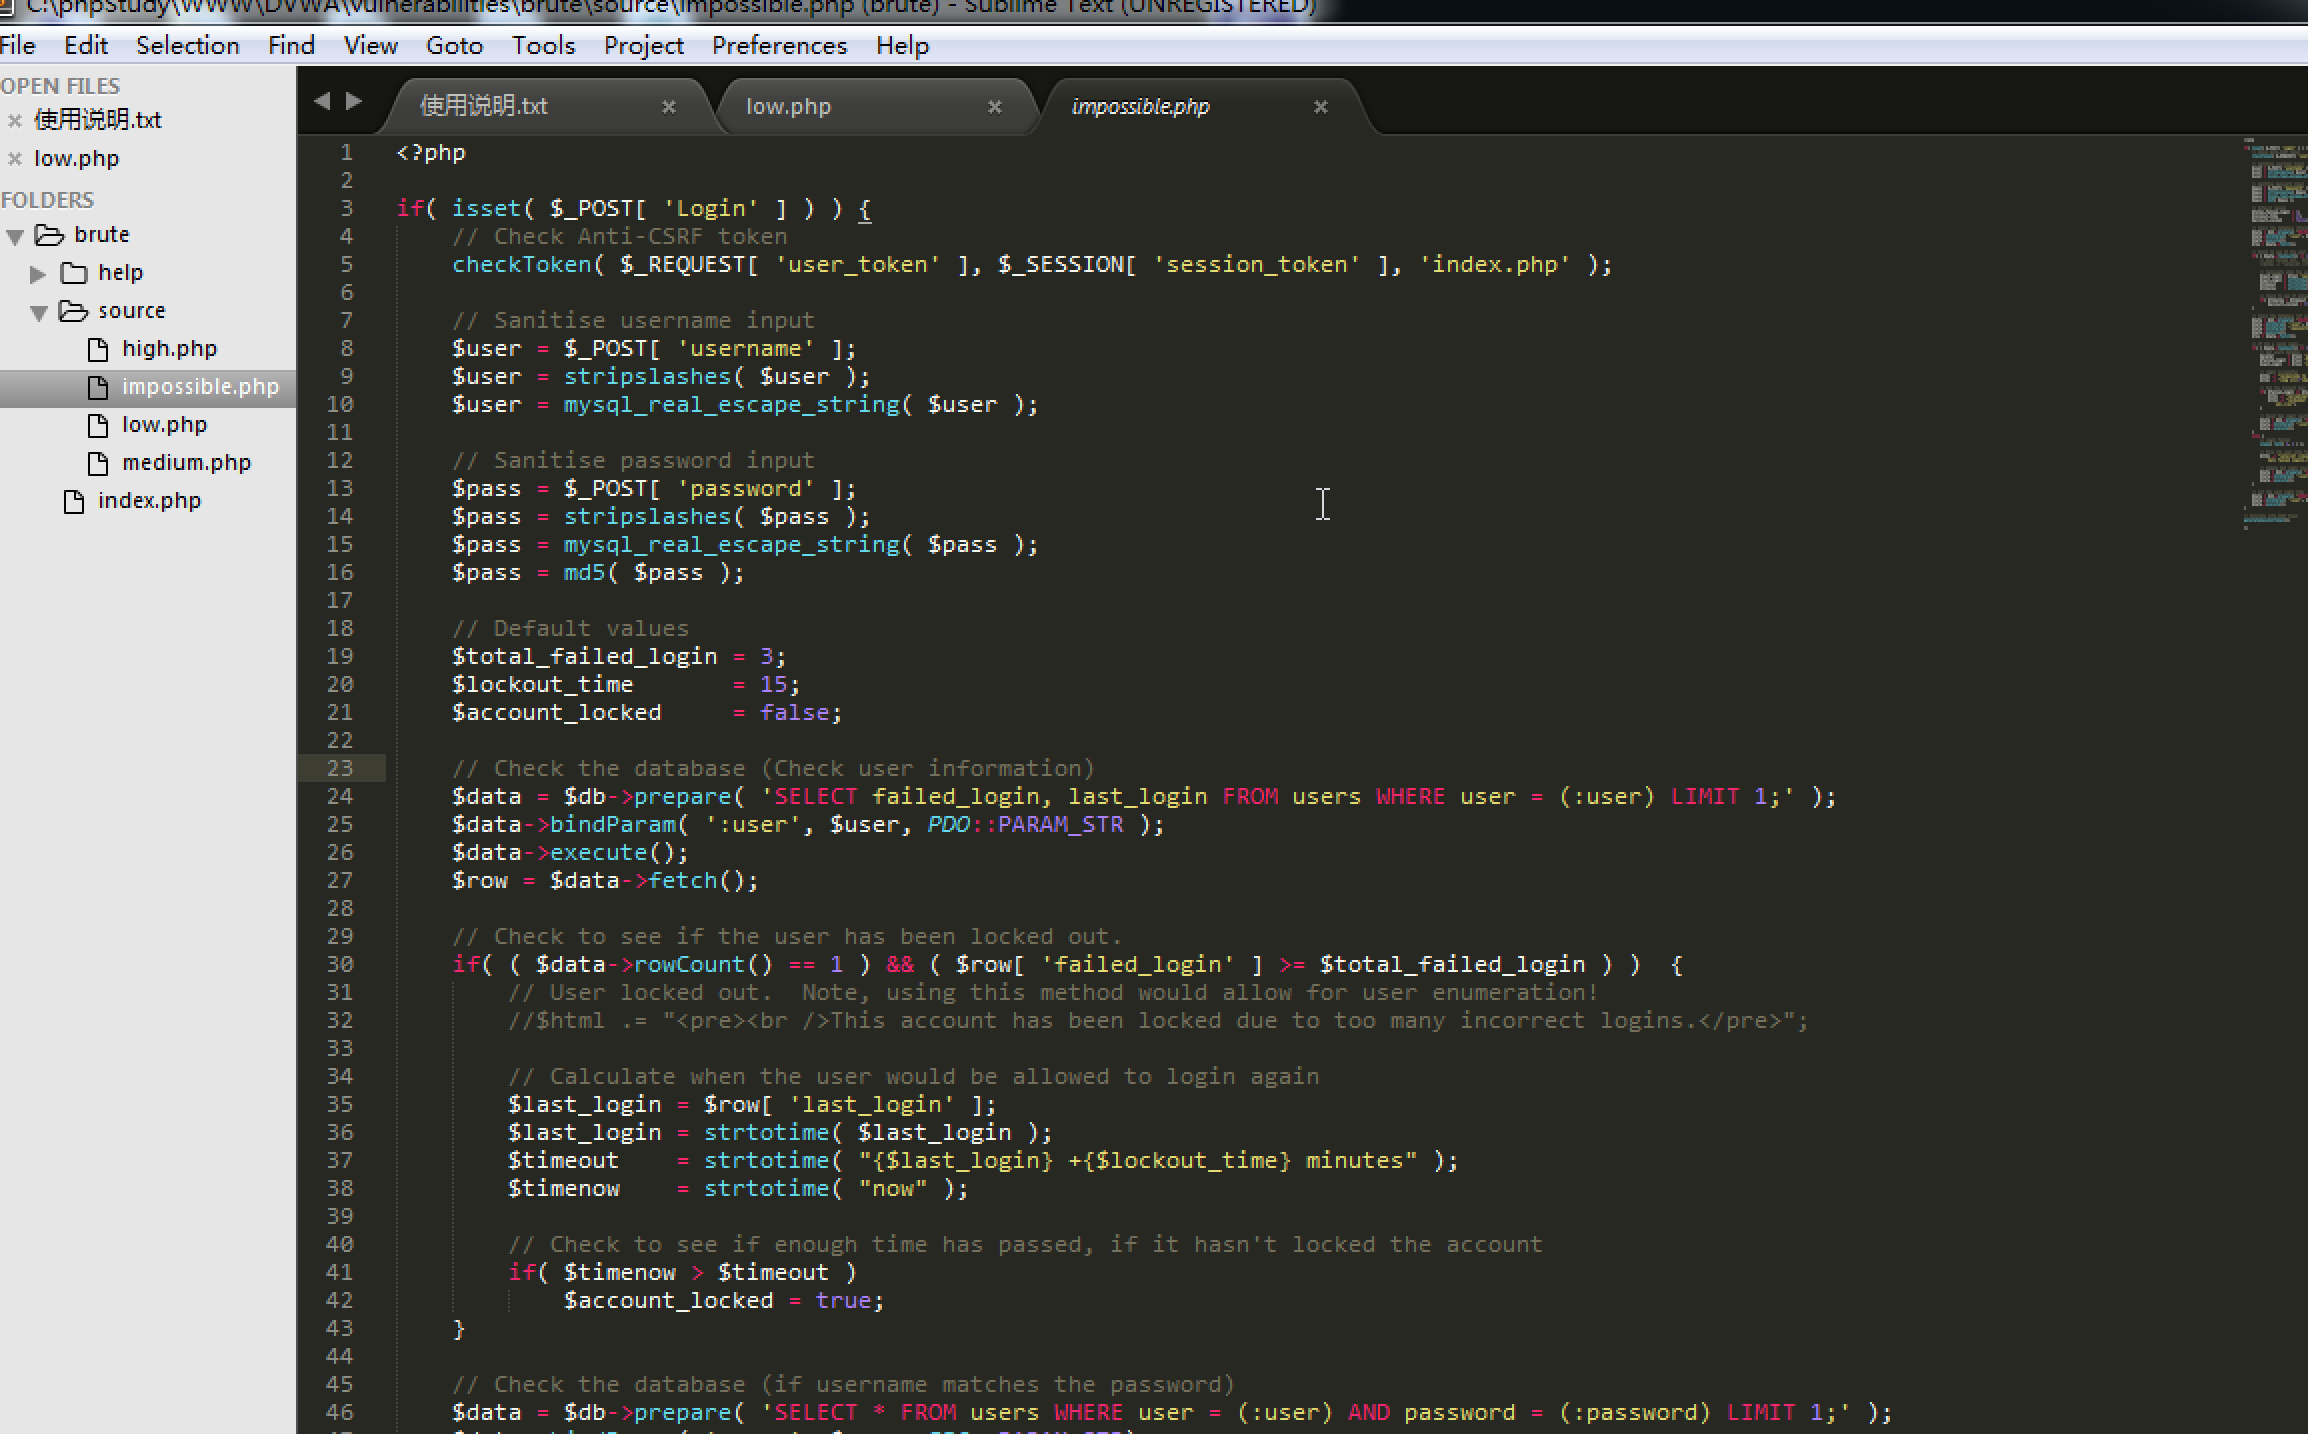 C:\phpStudy\WWW\DVWA\vulnerabilities\brute\source\impossible.php (brute) - Sublime Text (UNREGISTERED)
File Edit Selection Find View Goto Tools Project Preferences Help
OPEN FILES
使用说明.txt
low.php
FOLDERS
brute
help
source
high.php
impossible.php
low.php
medium.php
index.php
使用说明.txt low.php impossible.php
1 <?php
2
3 if( isset( $_POST[ 'Login' ] ) ) {
4     // Check Anti-CSRF token
5     checkToken( $_REQUEST[ 'user_token' ], $_SESSION[ 'session_token' ], 'index.php' );
6
7     // Sanitise username input
8     $user = $_POST[ 'username' ];
9     $user = stripslashes( $user );
10     $user = mysql_real_escape_string( $user );
11
12     // Sanitise password input
13     $pass = $_POST[ 'password' ];
14     $pass = stripslashes( $pass );
15     $pass = mysql_real_escape_string( $pass );
16     $pass = md5( $pass );
17
18     // Default values
19     $total_failed_login = 3;
20     $lockout_time       = 15;
21     $account_locked     = false;
22
23     // Check the database (Check user information)
24     $data = $db->prepare( 'SELECT failed_login, last_login FROM users WHERE user = (:user) LIMIT 1;' );
25     $data->bindParam( ':user', $user, PDO::PARAM_STR );
26     $data->execute();
27     $row = $data->fetch();
28
29     // Check to see if the user has been locked out.
30     if( ( $data->rowCount() == 1 ) && ( $row[ 'failed_login' ] >= $total_failed_login ) )  {
31         // User locked out.  Note, using this method would allow for user enumeration!
32         //$html .= "<pre><br />This account has been locked due to too many incorrect logins.</pre>";
33
34         // Calculate when the user would be allowed to login again
35         $last_login = $row[ 'last_login' ];
36         $last_login = strtotime( $last_login );
37         $timeout    = strtotime( "{$last_login} +{$lockout_time} minutes" );
38         $timenow    = strtotime( "now" );
39
40         // Check to see if enough time has passed, if it hasn't locked the account
41         if( $timenow > $timeout )
42             $account_locked = true;
43     }
44
45     // Check the database (if username matches the password)
46     $data = $db->prepare( 'SELECT * FROM users WHERE user = (:user) AND password = (:password) LIMIT 1;' );